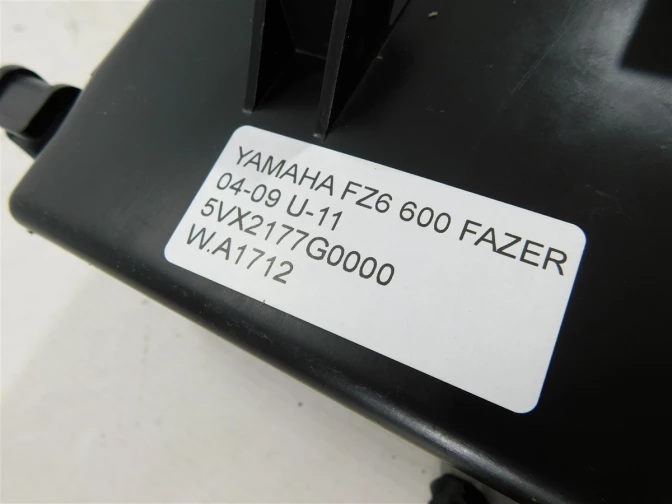 YAMAHA FZ6 600 FAZER
04-09 U-11
5VX2177G0000
W.A1712